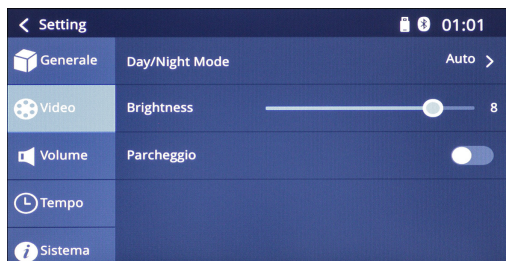 Setting 01:01
Generale
Day/Night Mode Auto
Video
Brightness 8
Volume
Parcheggio
Tempo
Sistema